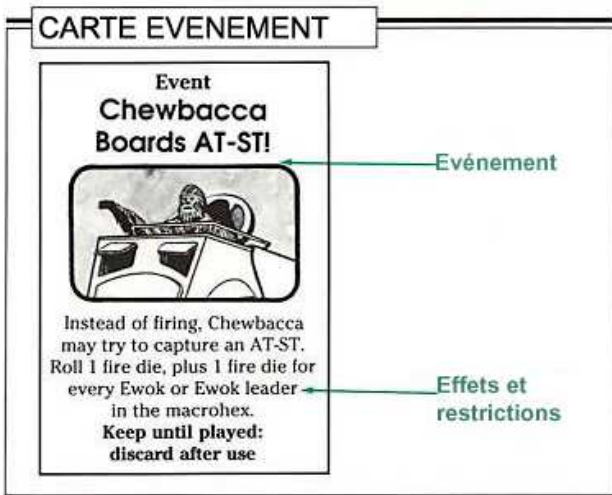 CARTE EVENEMENT
Event
Chewbacca
Boards AT-ST!
Evénement
Instead of firing, Chewbacca
may try to capture an AT-ST.
Roll 1 fire die, plus 1 fire die for
every Ewok or Ewok leader
in the macrohex.
Keep until played:
discard after use
Effets et
restrictions